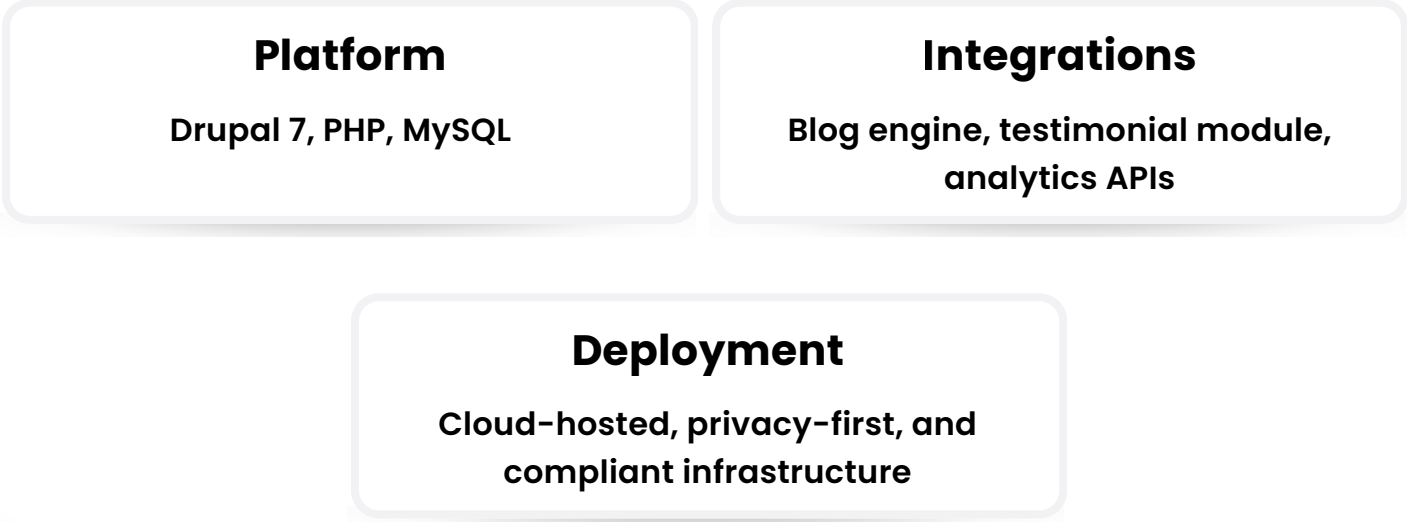 Platform
Drupal 7, PHP, MySQL
Integrations
Blog engine, testimonial module,
analytics APIs
Deployment
Cloud-hosted, privacy-first, and
compliant infrastructure